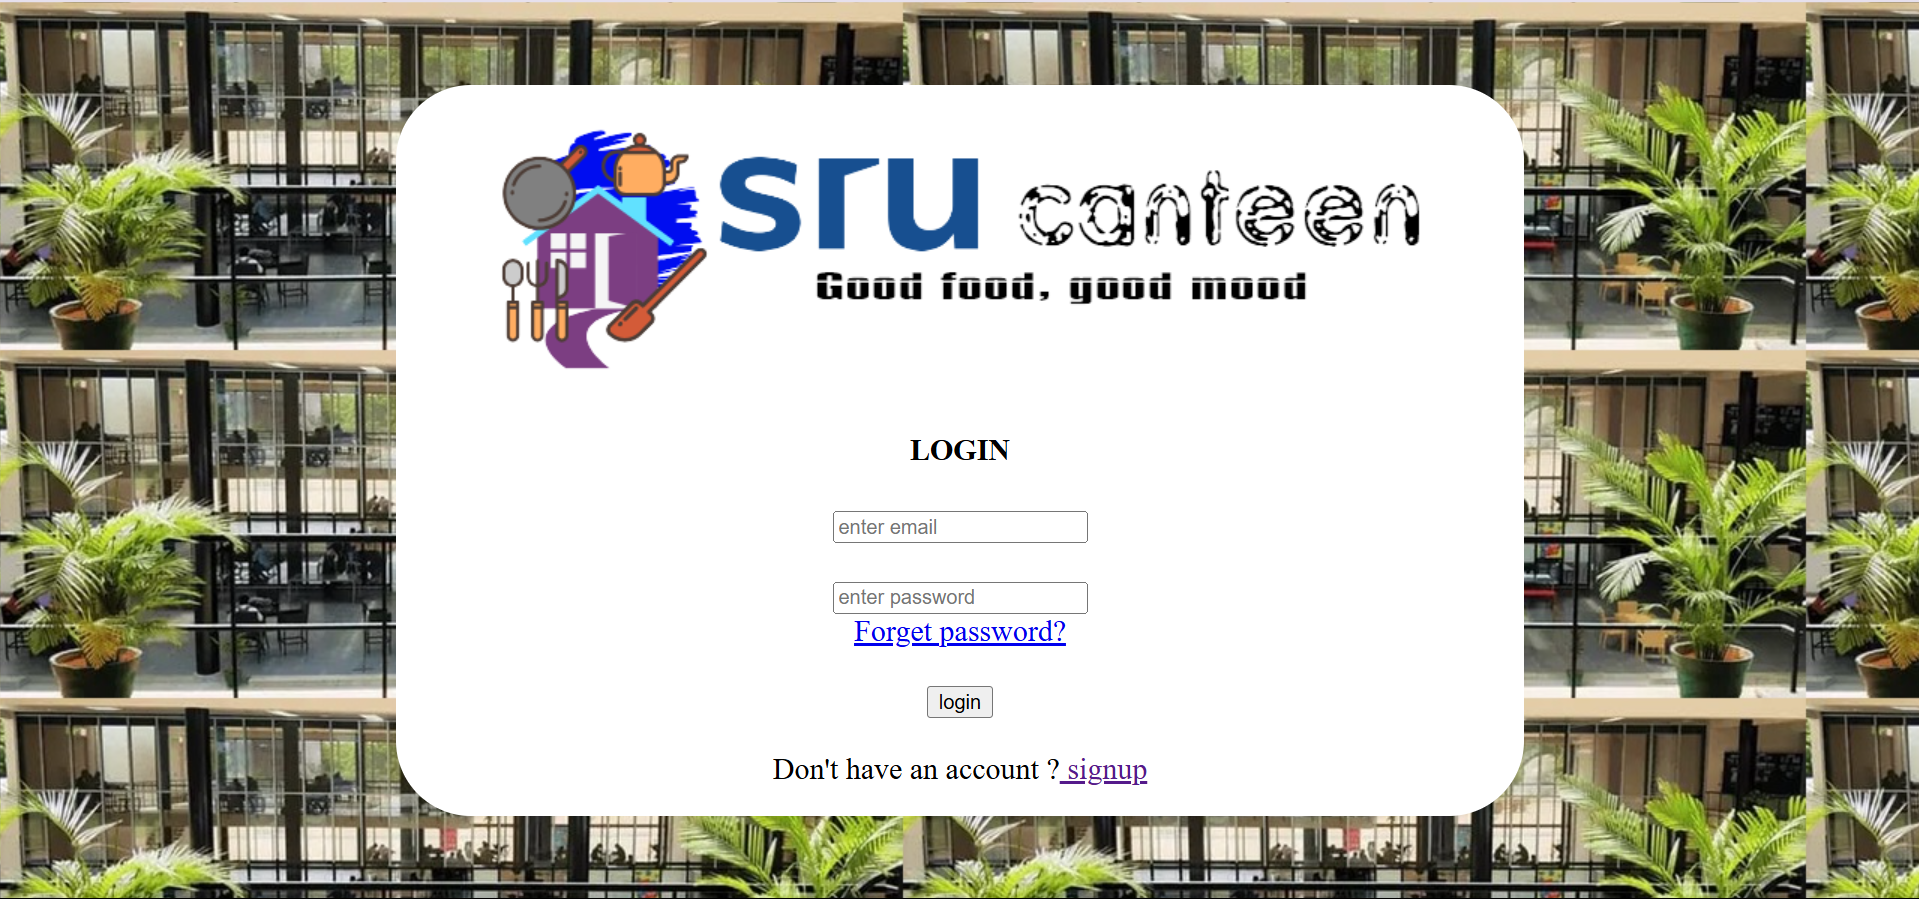 sru canteen
Good food, good mood
LOGIN
enter email
enter password
Forget password?
login
Don't have an account ? signup